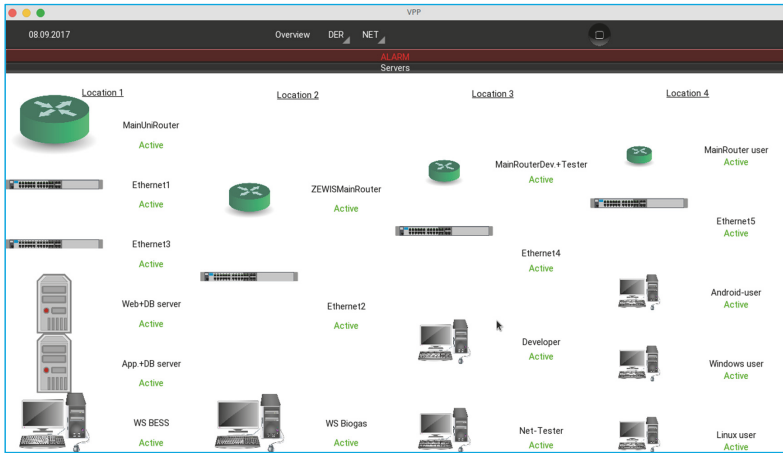 VPP
08.09.2017 Overview DER NET
ALARM
Servers
Location 1
MainUniRouter
Active
Ethernet1
Active
Ethernet3
Active
Web+DB server
Active
App.+DB server
Active
WS BESS
Active
Location 2
ZEWISMainRouter
Active
Ethernet2
Active
WS Biogas
Active
Location 3
MainRouterDev.+Tester
Active
Ethernet4
Active
Developer
Active
Net-Tester
Active
Location 4
MainRouter user
Active
Ethernet5
Active
Android-user
Active
Windows user
Active
Linux user
Active